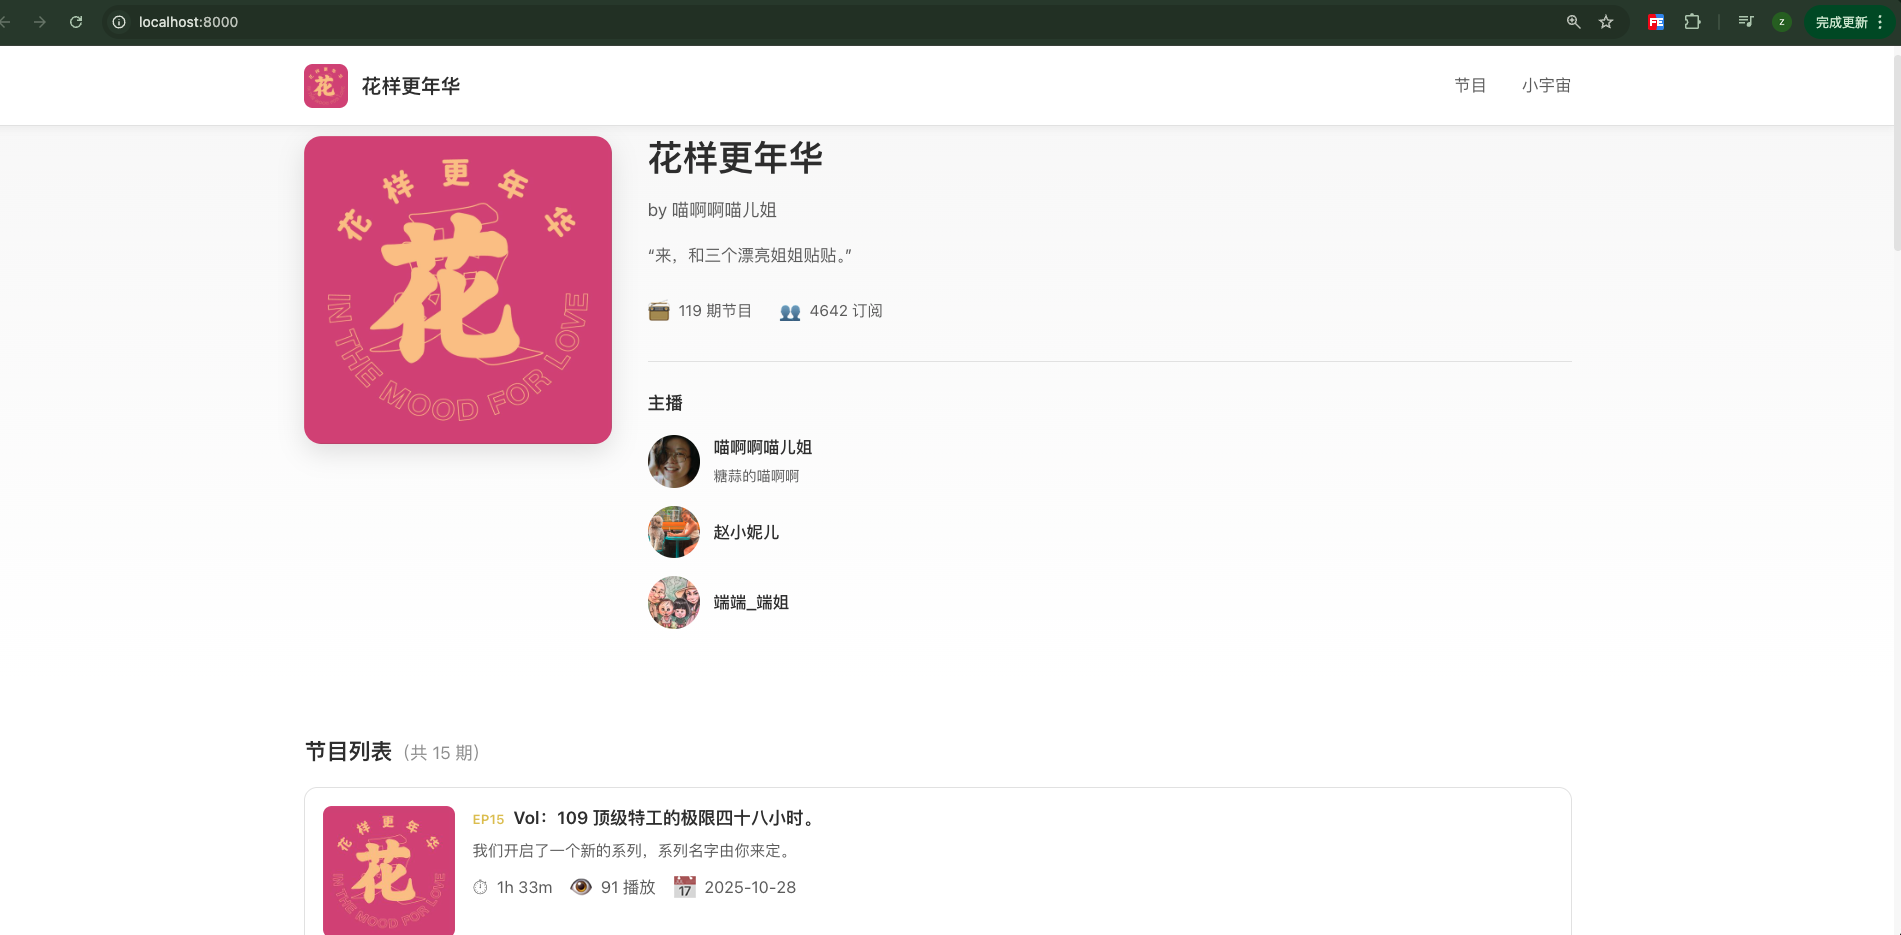 localhost:8000
FE
z
完成更新
花
花样更年华
节目
小宇宙
花样更年华
花
IN THE MOOD FOR LOVE
花样更年华
by 喵啊啊喵儿姐
“来，和三个漂亮姐姐贴贴。”
119 期节目
4642 订阅
主播
喵啊啊喵儿姐
糖蒜的喵啊啊
赵小妮儿
端端_端姐
节目列表 (共 15 期)
花样更年华
花
IN THE MOOD FOR LOVE
EP15 Vol：109 顶级特工的极限四十八小时。
我们开启了一个新的系列，系列名字由你来定。
1h 33m
91 播放
17
2025-10-28